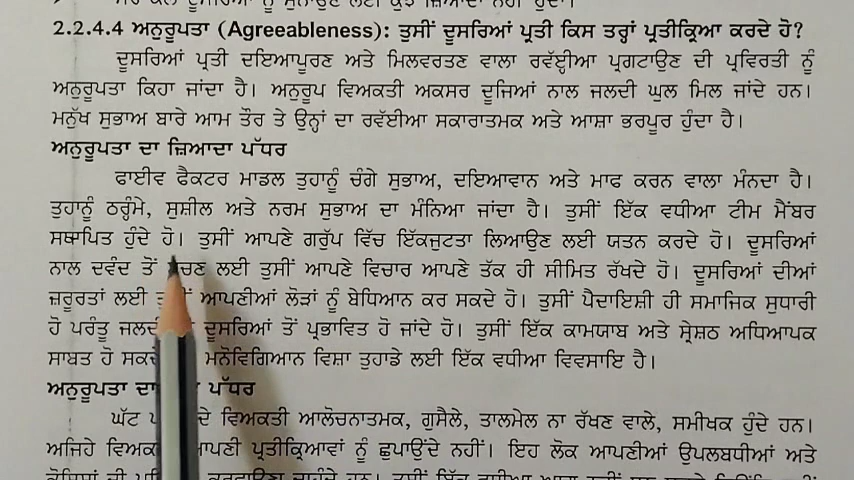 2.2.4.4 ਅਨੁਰੂਪਤਾ (Agreeableness): ਤੁਸੀਂ ਦੂਸਰਿਆਂ ਪ੍ਰਤੀ ਕਿਸ ਤਰ੍ਹਾਂ ਪ੍ਰਤੀਕ੍ਰਿਆ ਕਰਦੇ ਹੋ?
ਦੂਸਰਿਆਂ ਪ੍ਰਤੀ ਦਇਆਪੂਰਣ ਅਤੇ ਮਿਲਵਰਤਣ ਵਾਲਾ ਰਵੱਈਆ ਪ੍ਰਗਟਾਉਣ ਦੀ ਪ੍ਰਵਿਰਤੀ ਨੂੰ
ਅਨੁਰੂਪਤਾ ਕਿਹਾ ਜਾਂਦਾ ਹੈ। ਅਨੁਰੂਪ ਵਿਅਕਤੀ ਅਕਸਰ ਦੂਜਿਆਂ ਨਾਲ ਜਲਦੀ ਘੁਲ ਮਿਲ ਜਾਂਦੇ ਹਨ।
ਮਨੁੱਖ ਸੁਭਾਅ ਬਾਰੇ ਆਮ ਤੌਰ ਤੇ ਉਨ੍ਹਾਂ ਦਾ ਰਵੱਈਆ ਸਕਾਰਾਤਮਕ ਅਤੇ ਆਸ਼ਾ ਭਰਪੂਰ ਹੁੰਦਾ ਹੈ।
ਅਨੁਰੂਪਤਾ ਦਾ ਜ਼ਿਆਦਾ ਪੱਧਰ
ਫਾਈਵ ਫੈਕਟਰ ਮਾਡਲ ਤੁਹਾਨੂੰ ਚੰਗੇ ਸੁਭਾਅ, ਦਇਆਵਾਨ ਅਤੇ ਮਾਫ ਕਰਨ ਵਾਲਾ ਮੰਨਦਾ ਹੈ।
ਤੁਹਾਨੂੰ ਠਰ੍ਹੰਮੇ, ਸੁਸ਼ੀਲ ਅਤੇ ਨਰਮ ਸੁਭਾਅ ਦਾ ਮੰਨਿਆ ਜਾਂਦਾ ਹੈ। ਤੁਸੀਂ ਇੱਕ ਵਧੀਆ ਟੀਮ ਮੈਂਬਰ
ਸਥਾਪਿਤ ਹੁੰਦੇ ਹੋ। ਤੁਸੀਂ ਆਪਣੇ ਗਰੁੱਪ ਵਿੱਚ ਇੱਕਜੁਟਤਾ ਲਿਆਉਣ ਲਈ ਯਤਨ ਕਰਦੇ ਹੋ। ਦੂਸਰਿਆਂ
ਨਾਲ ਦਵੰਦ ਤੋਂ ਲਈ ਤੁਸੀਂ ਆਪਣੇ ਵਿਚਾਰ ਆਪਣੇ ਤੱਕ ਹੀ ਸੀਮਿਤ ਰੱਖਦੇ ਹੋ। ਦੂਸਰਿਆਂ ਦੀਆਂ
ਜ਼ਰੂਰਤਾਂ ਲਈ ਆਪਣੀਆਂ ਲੋੜਾਂ ਨੂੰ ਬੇਧਿਆਨ ਕਰ ਸਕਦੇ ਹੋ। ਤੁਸੀਂ ਪੈਦਾਇਸ਼ੀ ਹੀ ਸਮਾਜਿਕ ਸੁਧਾਰੀ
ਹੋ ਪਰੰਤੂ ਦੂਸਰਿਆਂ ਤੋਂ ਪ੍ਰਭਾਵਿਤ ਹੋ ਜਾਂਦੇ ਹੋ। ਤੁਸੀਂ ਇੱਕ ਕਾਮਯਾਬ ਅਤੇ ਸ੍ਰੇਸ਼ਠ ਅਧਿਆਪਕ
ਸਾਬਤ ਹੋ ਮਨੋਵਿਗਿਆਨ ਵਿਸ਼ਾ ਤੁਹਾਡੇ ਲਈ ਇੱਕ ਵਧੀਆ ਵਿਵਸਾਇ ਹੈ।
ਅਨੁਰੂਪਤਾ ਦਾ ਪੱਧਰ
ਘੱਟ ਵਿਅਕਤੀ ਆਲੋਚਨਾਤਮਕ, ਗੁਸੈਲੇ, ਤਾਲਮੇਲ ਨਾ ਰੱਖਣ ਵਾਲੇ, ਸਮੀਖਕ ਹੁੰਦੇ ਹਨ।
ਅਜਿਹੇ ਪ੍ਰਤੀਕ੍ਰਿਆਵਾਂ ਨੂੰ ਛੁਪਾਉਂਦੇ ਨਹੀਂ। ਇਹ ਲੋਕ ਆਪਣੀਆਂ ਉਪਲਬਧੀਆਂ ਅਤੇ